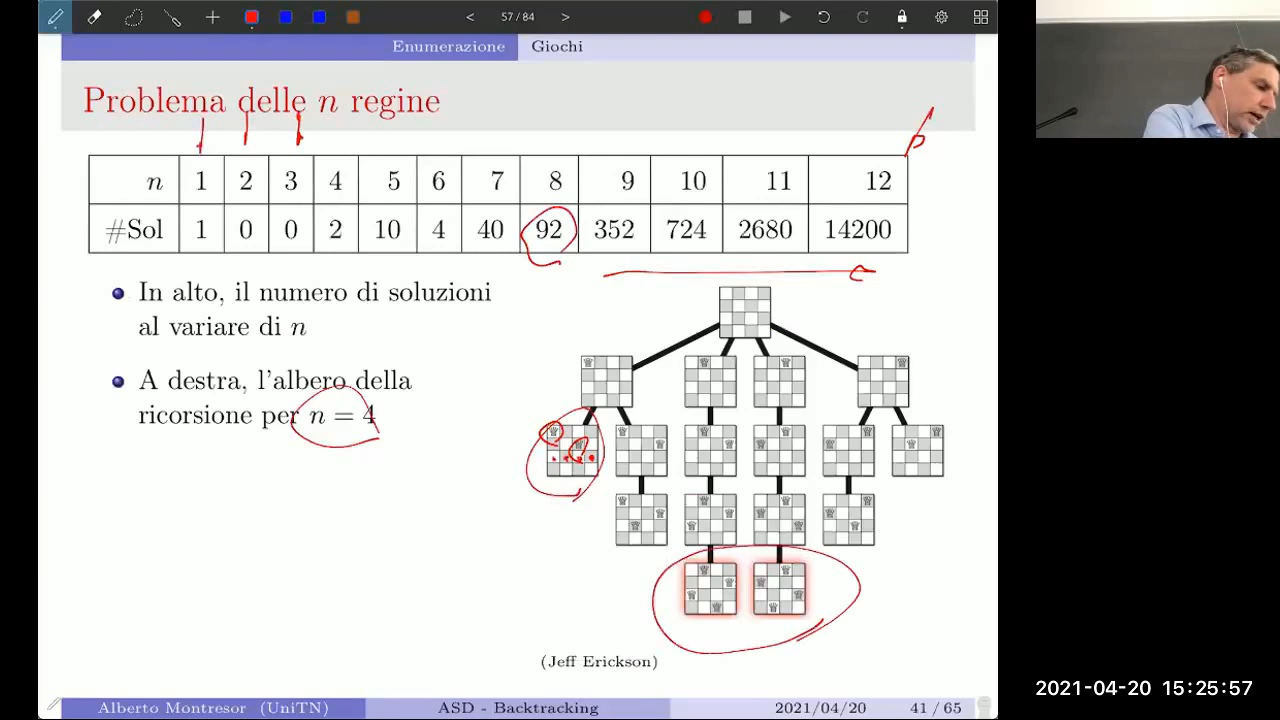 57/84
Enumerazione Giochi
Problema delle n regine
n 1 2 3 4 5 6 7 8 9 10 11 12
#Sol 1 0 0 2 10 4 40 92 352 724 2680 14200
In alto, il numero di soluzioni
al variare di n
A destra, l'albero della
ricorsione per n = 4
(Jeff Erickson)
Alberto Montresor (UniTN) ASD - Backtracking 2021/04/20 41 / 65
2021-04-20 15:25:57